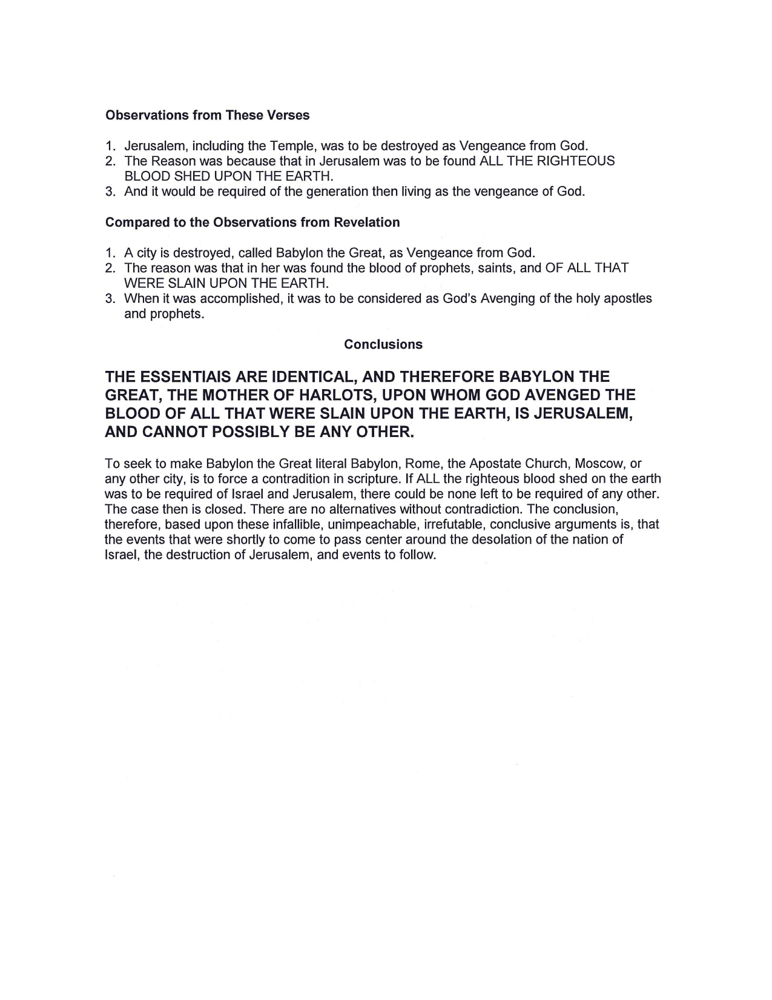 Observations from These Verses
1. Jerusalem, including the Temple, was to be destroyed as Vengeance from God.
2. The Reason was because that in Jerusalem was to be found ALL THE RIGHTEOUS
BLOOD SHED UPON THE EARTH.
3. And it would be required of the generation then living as the vengeance of God.
Compared to the Observations from Revelation
1. A city is destroyed, called Babylon the Great, as Vengeance from God.
2. The reason was that in her was found the blood of prophets, saints, and OF ALL THAT
WERE SLAIN UPON THE EARTH.
3. When it was accomplished, it was to be considered as God's Avenging of the holy apostles
and prophets.
Conclusions
THE ESSENTIAIS ARE IDENTICAL, AND THEREFORE BABYLON THE
GREAT, THE MOTHER OF HARLOTS, UPON WHOM GOD AVENGED THE
BLOOD OF ALL THAT WERE SLAIN UPON THE EARTH, IS JERUSALEM,
AND CANNOT POSSIBLY BE ANY OTHER.
To seek to make Babylon the Great literal Babylon, Rome, the Apostate Church, Moscow, or
any other city, is to force a contradition in scripture. If ALL the righteous blood shed on the earth
was to be required of Israel and Jerusalem, there could be none left to be required of any other.
The case then is closed. There are no alternatives without contradiction. The conclusion,
therefore, based upon these infallible, unimpeachable, irrefutable, conclusive arguments is, that
the events that were shortly to come to pass center around the desolation of the nation of
Israel, the destruction of Jerusalem, and events to follow.